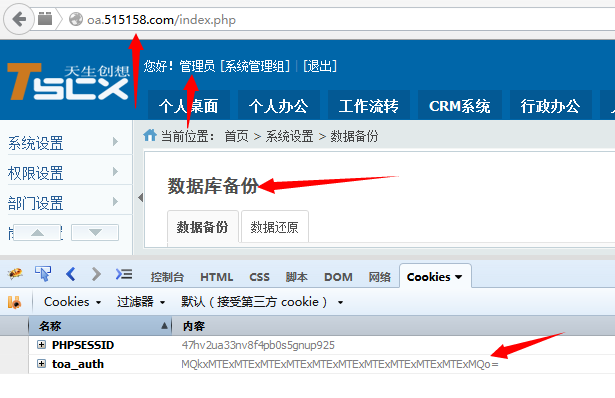 oa.515158.com/index.php
天生创想
TSCX
您好！管理员 [系统管理组] | [退出]
个人桌面 个人办公 工作流转 CRM系统 行政办公
系统设置
权限设置
部门设置
当前位置： 首页 > 系统设置 > 数据备份
数据库备份
数据备份 数据还原
控制台 HTML CSS 脚本 DOM 网络 Cookies
Cookies 过滤器 默认（接受第三方 cookie）
名称 内容
PHPSESSID 47hv2ua33nv8f4pb0s5gnup925
toa_auth MQkxMTExMTExMTExMTExMTExMTExMTExMTExMTExMQo=